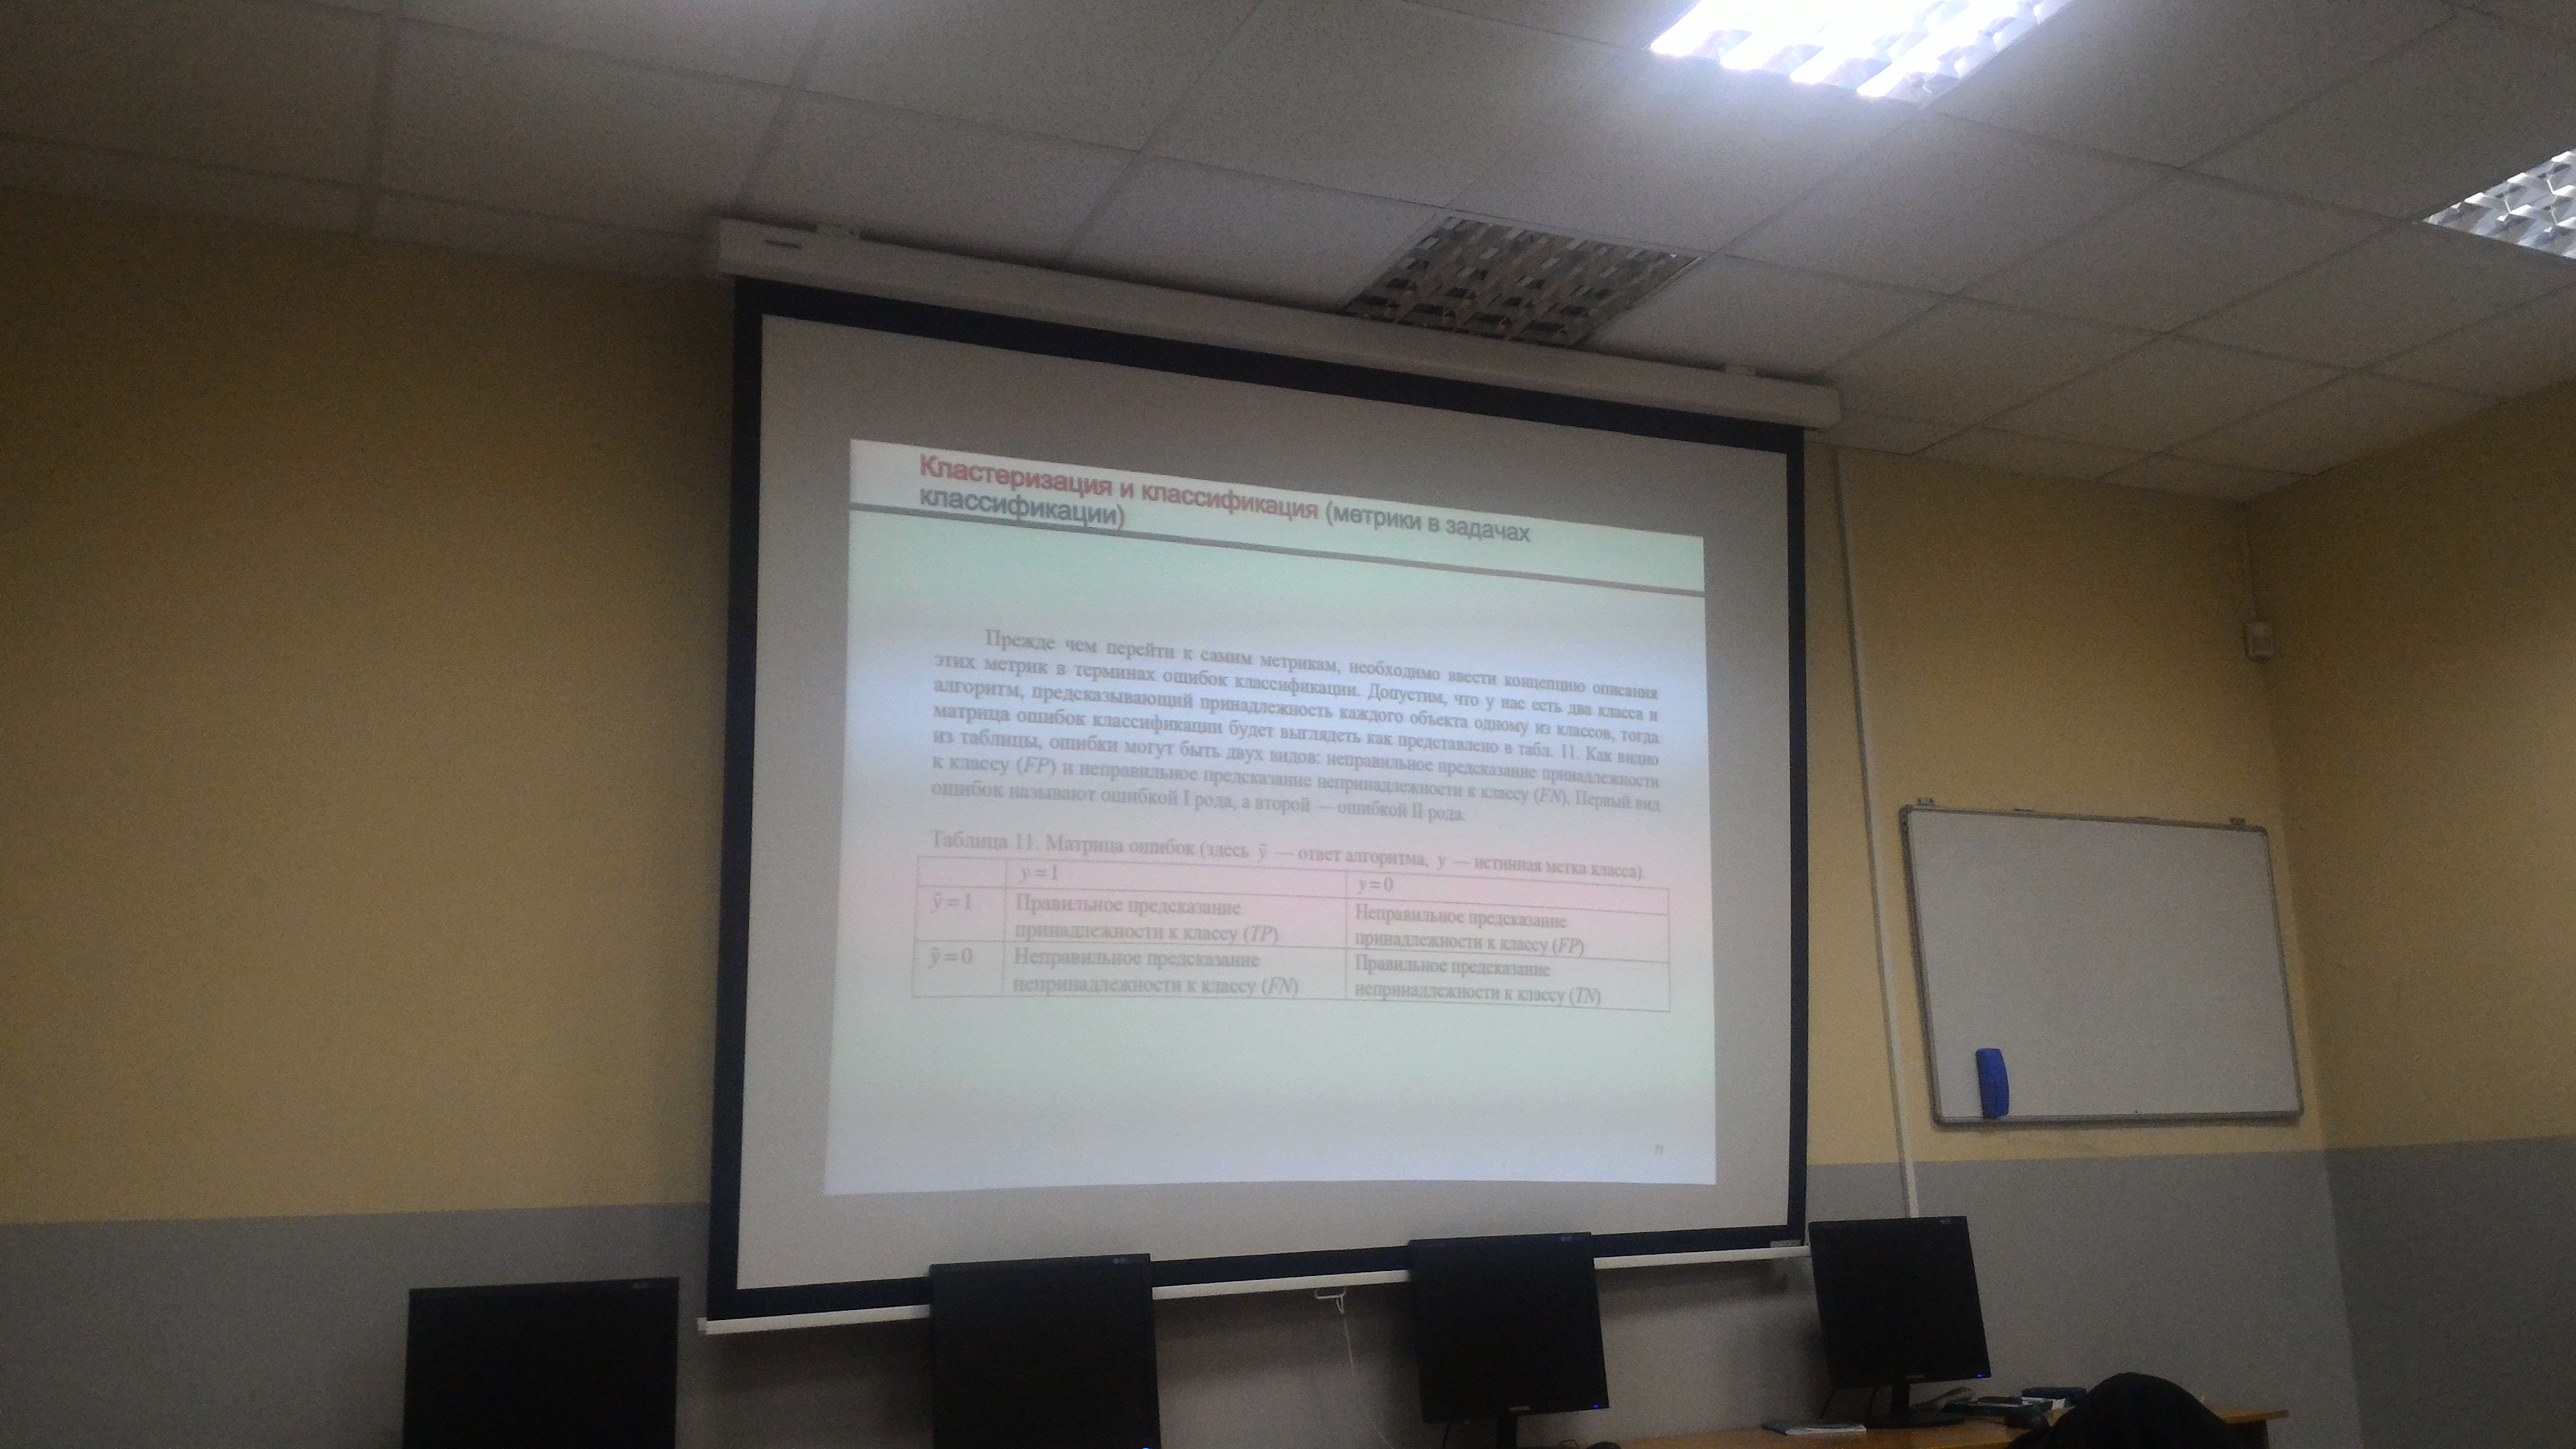 Кластеризация и классификация (метрики в задачах
классификации)
Прежде чем перейти к самим метрикам, необходимо ввести концепцию описания
этих метрик в терминах ошибок классификации. Допустим, что у нас есть два класса и
алгоритм, предсказывающий принадлежность каждого объекта одному из классов, тогда
матрица ошибок классификации будет выглядеть как представлено в табл. 11. Как видно
из таблицы, ошибки могут быть двух видов: неправильное предсказание принадлежности
к классу (FP) и неправильное предсказание непринадлежности к классу (FN). Первый вид
ошибок называют ошибкой I рода, а второй — ошибкой II рода.
Таблица 11. Матрица ошибок (здесь ỹ — ответ алгоритма, y — истинная метка класса).
y = 1
y = 0
ỹ = 1
Правильное предсказание
принадлежности к классу (TP)
Неправильное предсказание
принадлежности к классу (FP)
ỹ = 0
Неправильное предсказание
непринадлежности к классу (FN)
Правильное предсказание
непринадлежности к классу (TN)